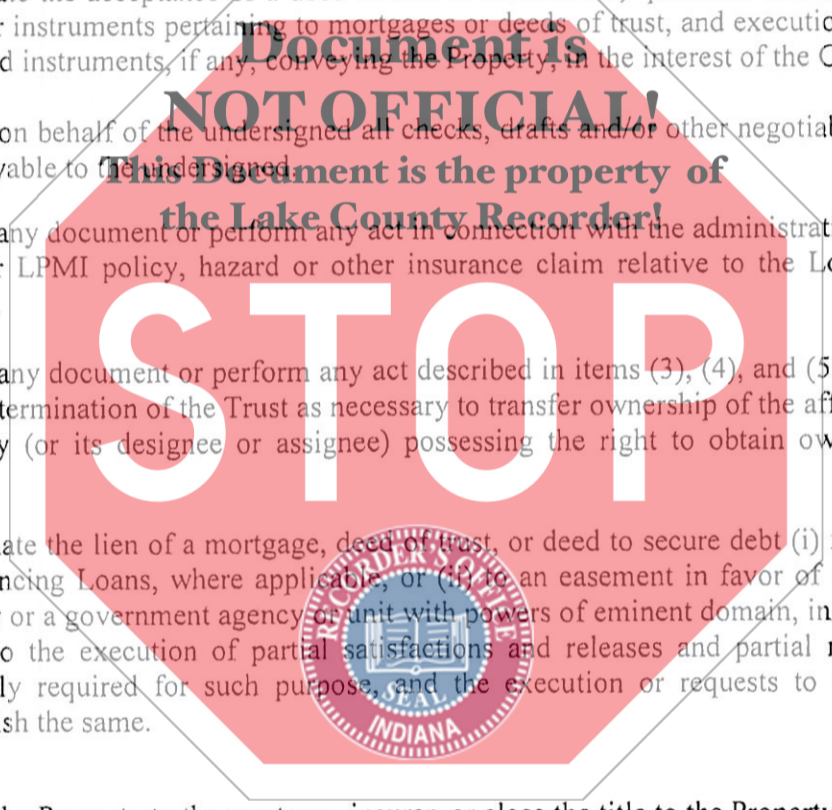 instruments pertaining to mortgages or deeds of trust, and executio
d instruments, if any, conveying the Property, in the interest of the C
Document is
NOT OFFICIAL!
This Document is the property of
the Lake County Recorder!
on behalf of the undersigned all checks, drafts and/or other negotial
yable to the undersigned.
any document or perform any act in connection with the administrat
LPMI policy, hazard or other insurance claim relative to the Lo
STOP
any document or perform any act described in items (3), (4), and (5
termination of the Trust as necessary to transfer ownership of the aff
y (or its designee or assignee) possessing the right to obtain ow
ate the lien of a mortgage, deed of trust, or deed to secure debt (i)
ncing Loans, where applicable, or (ii) to an easement in favor of
or a government agency or unit with powers of eminent domain, in
o the execution of partial satisfactions and releases and partial r
ly required for such purpose, and the execution or requests to
sh the same.
RECORDER'S OFFICE
SEAL
INDIANA
or close the title to the Property